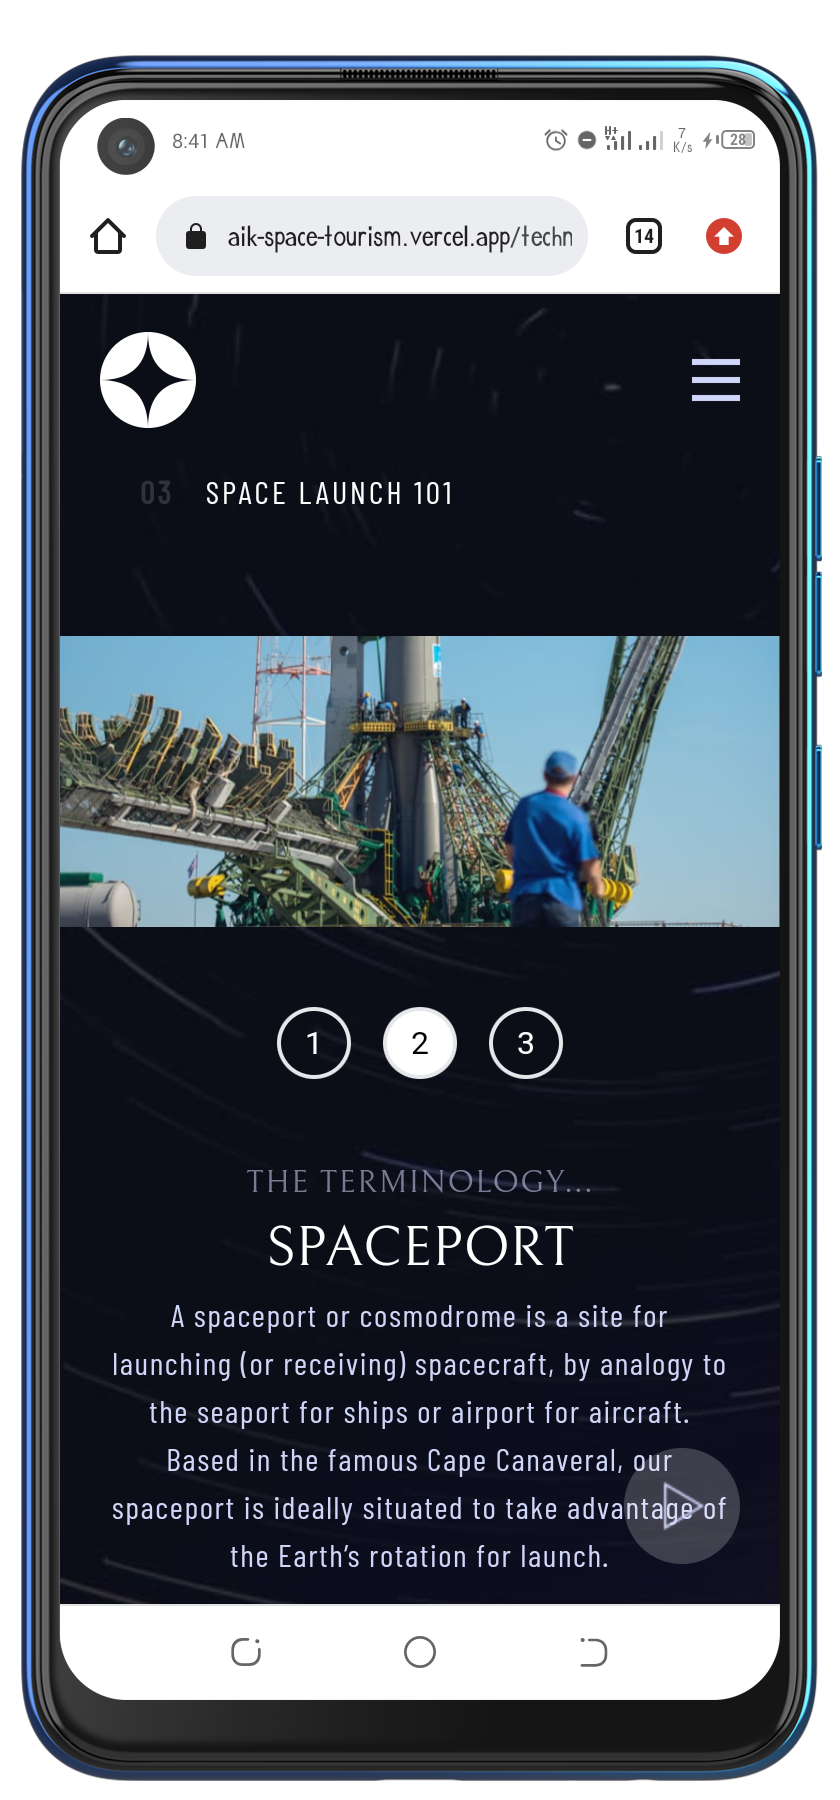 8:41 AM
H+
7
K/s
28
aik-space-tourism.vercel.app/techn
14
03 SPACE LAUNCH 101
1 2 3
THE TERMINOLOGY...
SPACEPORT
A spaceport or cosmodrome is a site for
launching (or receiving) spacecraft, by analogy to
the seaport for ships or airport for aircraft.
Based in the famous Cape Canaveral, our
spaceport is ideally situated to take advantage of
the Earth’s rotation for launch.